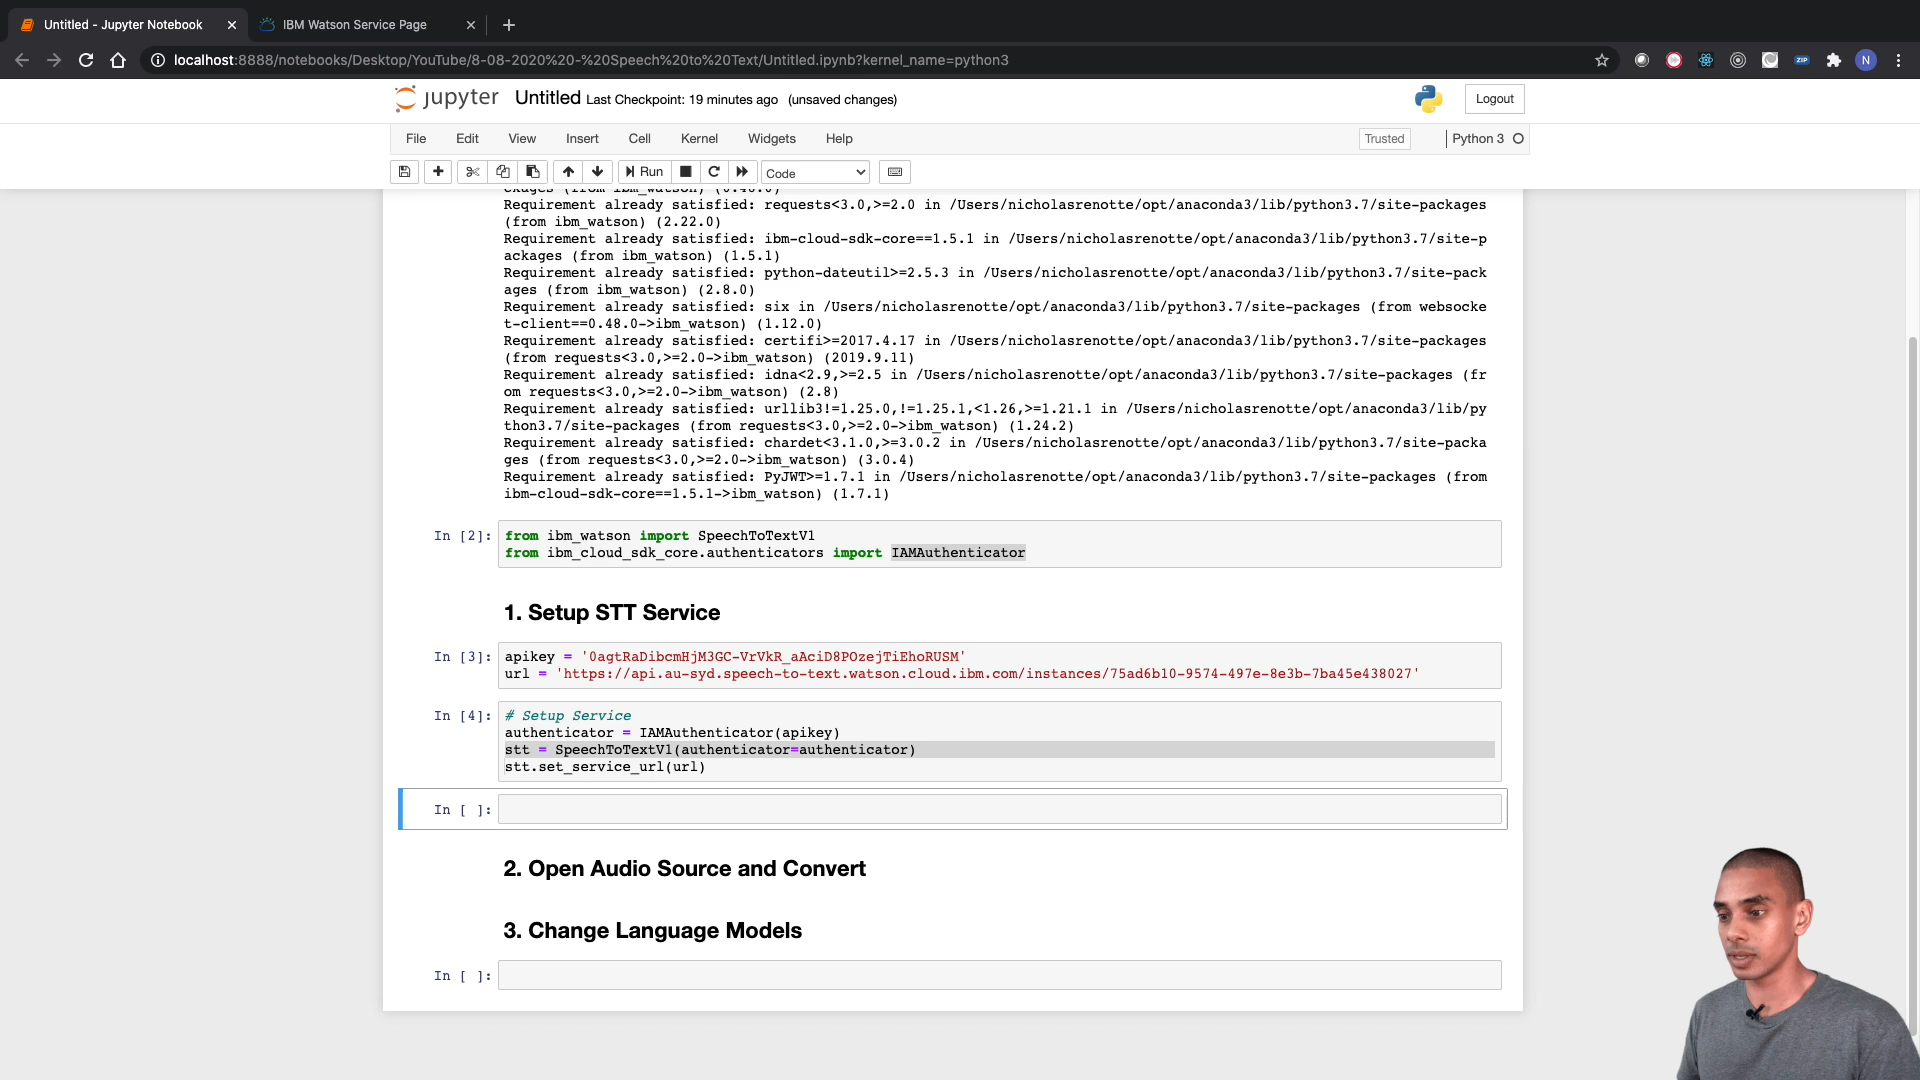 Untitled - Jupyter Notebook
IBM Watson Service Page
localhost:8888/notebooks/Desktop/YouTube/8-08-2020%20-%20Speech%20to%20Text/Untitled.ipynb?kernel_name=python3
ZIP
N
jupyter Untitled Last Checkpoint: 19 minutes ago (unsaved changes)
Logout
File Edit View Insert Cell Kernel Widgets Help
Trusted
Python 3
Run
Code
ckages (from ibm_watson) (0.48.0)
Requirement already satisfied: requests<3.0,>=2.0 in /Users/nicholasrenotte/opt/anaconda3/lib/python3.7/site-packages
(from ibm_watson) (2.22.0)
Requirement already satisfied: ibm-cloud-sdk-core==1.5.1 in /Users/nicholasrenotte/opt/anaconda3/lib/python3.7/site-p
ackages (from ibm_watson) (1.5.1)
Requirement already satisfied: python-dateutil>=2.5.3 in /Users/nicholasrenotte/opt/anaconda3/lib/python3.7/site-pack
ages (from ibm_watson) (2.8.0)
Requirement already satisfied: six in /Users/nicholasrenotte/opt/anaconda3/lib/python3.7/site-packages (from websocke
t-client==0.48.0->ibm_watson) (1.12.0)
Requirement already satisfied: certifi>=2017.4.17 in /Users/nicholasrenotte/opt/anaconda3/lib/python3.7/site-packages
(from requests<3.0,>=2.0->ibm_watson) (2019.9.11)
Requirement already satisfied: idna<2.9,>=2.5 in /Users/nicholasrenotte/opt/anaconda3/lib/python3.7/site-packages (fr
om requests<3.0,>=2.0->ibm_watson) (2.8)
Requirement already satisfied: urllib3!=1.25.0,!=1.25.1,<1.26,>=1.21.1 in /Users/nicholasrenotte/opt/anaconda3/lib/py
thon3.7/site-packages (from requests<3.0,>=2.0->ibm_watson) (1.24.2)
Requirement already satisfied: chardet<3.1.0,>=3.0.2 in /Users/nicholasrenotte/opt/anaconda3/lib/python3.7/site-packa
ges (from requests<3.0,>=2.0->ibm_watson) (3.0.4)
Requirement already satisfied: PyJWT>=1.7.1 in /Users/nicholasrenotte/opt/anaconda3/lib/python3.7/site-packages (from
ibm-cloud-sdk-core==1.5.1->ibm_watson) (1.7.1)
In [2]: from ibm_watson import SpeechToTextV1
from ibm_cloud_sdk_core.authenticators import IAMAuthenticator
1. Setup STT Service
In [3]: apikey = '0agtRaDibcmHjM3GC-VrVkR_aAciD8POzejTiEhoRUSM'
url = 'https://api.au-syd.speech-to-text.watson.cloud.ibm.com/instances/75ad6b10-9574-497e-8e3b-7ba45e438027'
In [4]: # Setup Service
authenticator = IAMAuthenticator(apikey)
stt = SpeechToTextV1(authenticator=authenticator)
stt.set_service_url(url)
In [ ]:
2. Open Audio Source and Convert
3. Change Language Models
In [ ]: